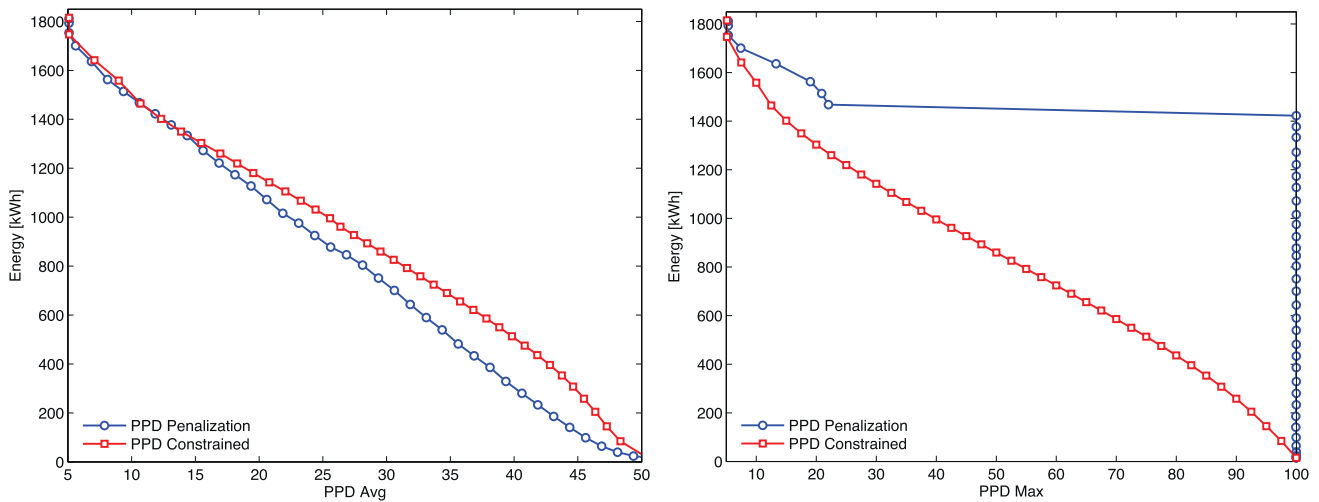 1800
1600
1400
1200
1000
800
600
400
200
0
Energy [kWh]
PPD Penalization
PPD Constrained
5 10 15 20 25 30 35 40 45 50
PPD Avg
1800
1600
1400
1200
1000
800
600
400
200
0
Energy [kWh]
PPD Penalization
PPD Constrained
10 20 30 40 50 60 70 80 90 100
PPD Max